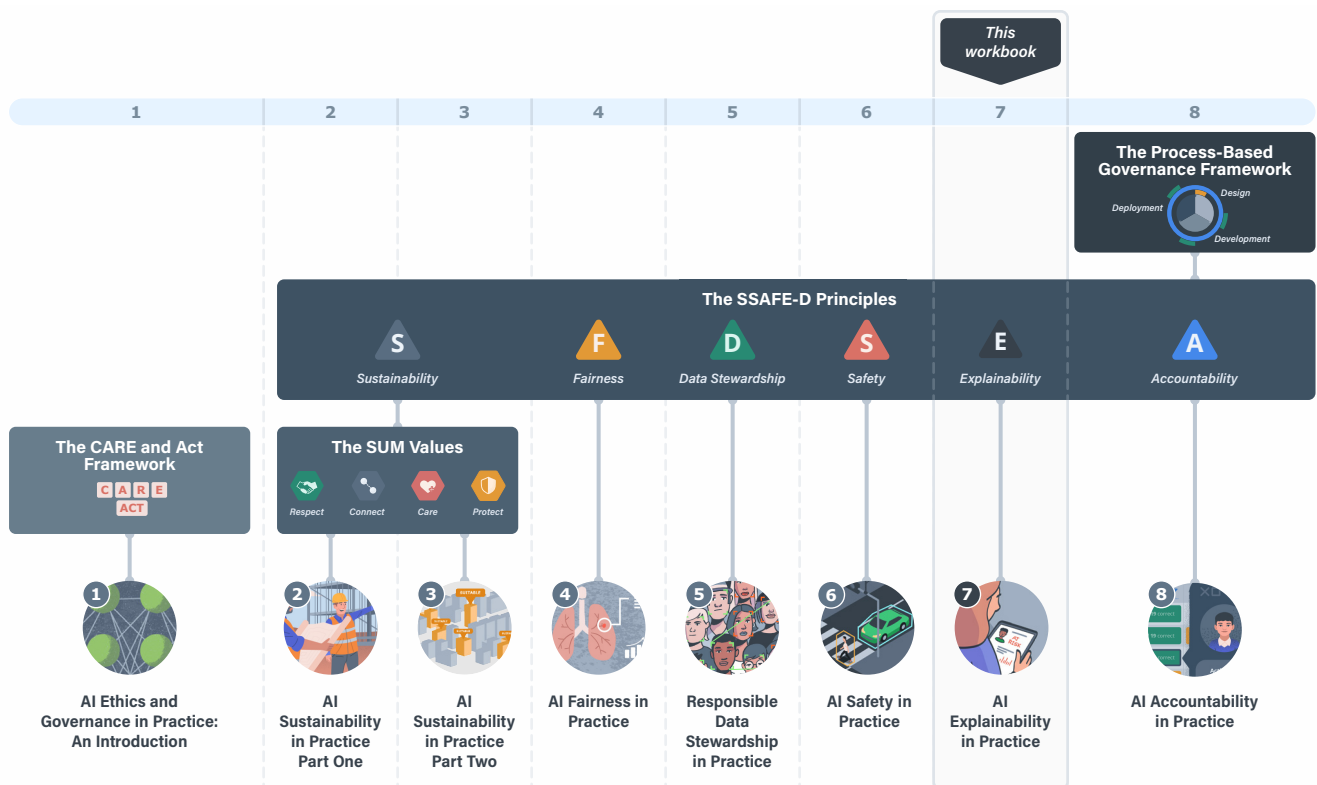 This
workbook
1
2
3
4
5
6
7
8
The Process-Based
Governance Framework
Design
Deployment
Development
The SSAFE-D Principles
S
F
D
S
E
A
Sustainability
Fairness
Data Stewardship
Safety
Explainability
Accountability
The CARE and Act
Framework
C A R E
ACT
The SUM Values
Respect
Connect
Care
Protect
1
2
3
4
5
6
7
8
SUITABLE
AT
RISK
AI Ethics and
Governance in Practice:
An Introduction
AI
Sustainability
in Practice
Part One
AI
Sustainability
in Practice
Part Two
AI Fairness in
Practice
Responsible
Data
Stewardship
in Practice
AI Safety in
Practice
AI
Explainability
in Practice
AI Accountability
in Practice